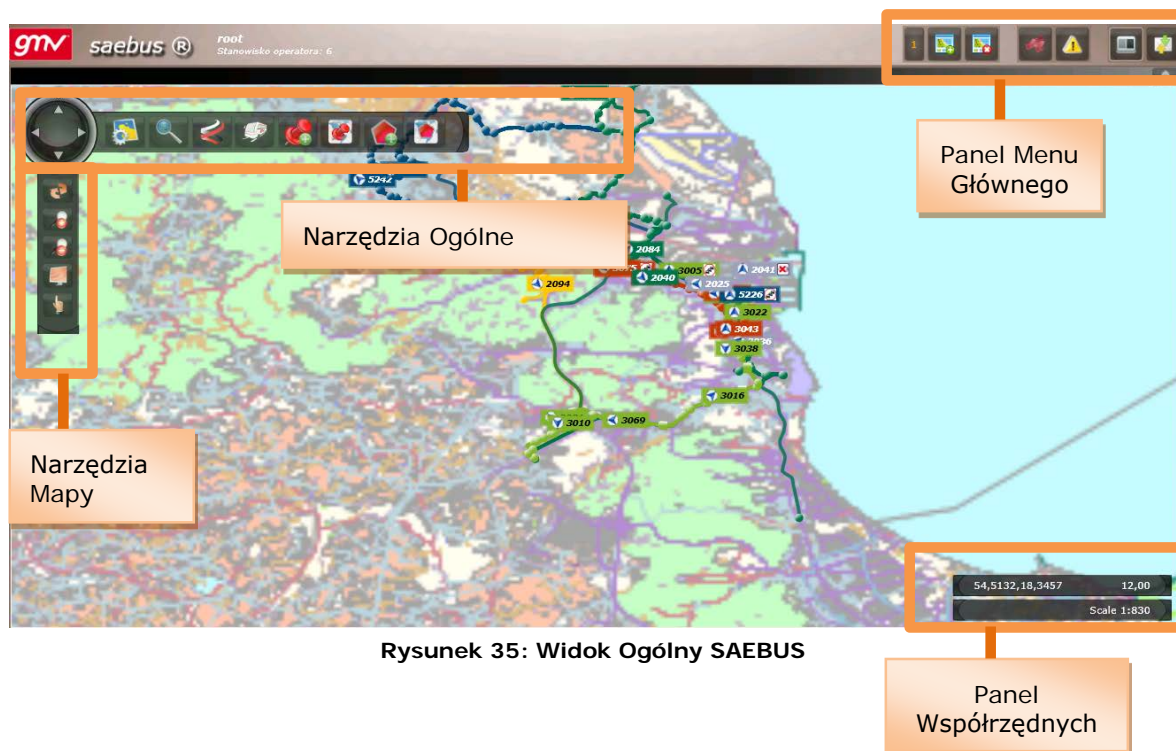 gmv saebus ® root
Stanowisko operatora: 6
1
Panel Menu
Głównego
5242
Narzędzia Ogólne
2084
3015
3005
2041
2040
2025
2094
5226
3022
3043
3038
3016
3010
3069
Narzędzia
Mapy
54,5132,18,3457 12,00
Scale 1:830
Rysunek 35: Widok Ogólny SAEBUS
Panel
Współrzędnych